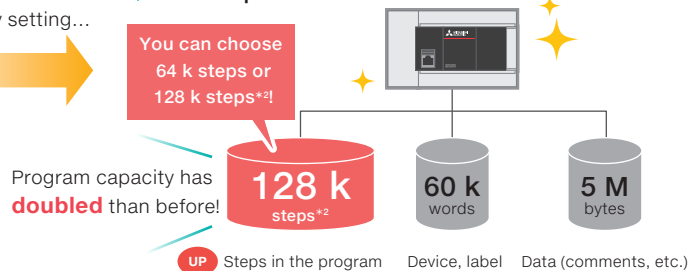 y setting...
You can choose
64 k steps or
128 k steps*2!
Program capacity has
doubled than before!
128 k
steps*2
60 k
words
5 M
bytes
UP Steps in the program
Device, label
Data (comments, etc.)